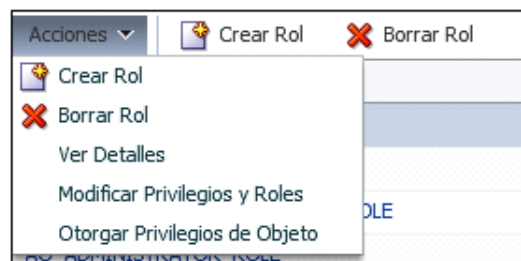 Acciones Crear Rol Borrar Rol
Crear Rol
Borrar Rol
Ver Detalles
Modificar Privilegios y Roles
Otorgar Privilegios de Objeto